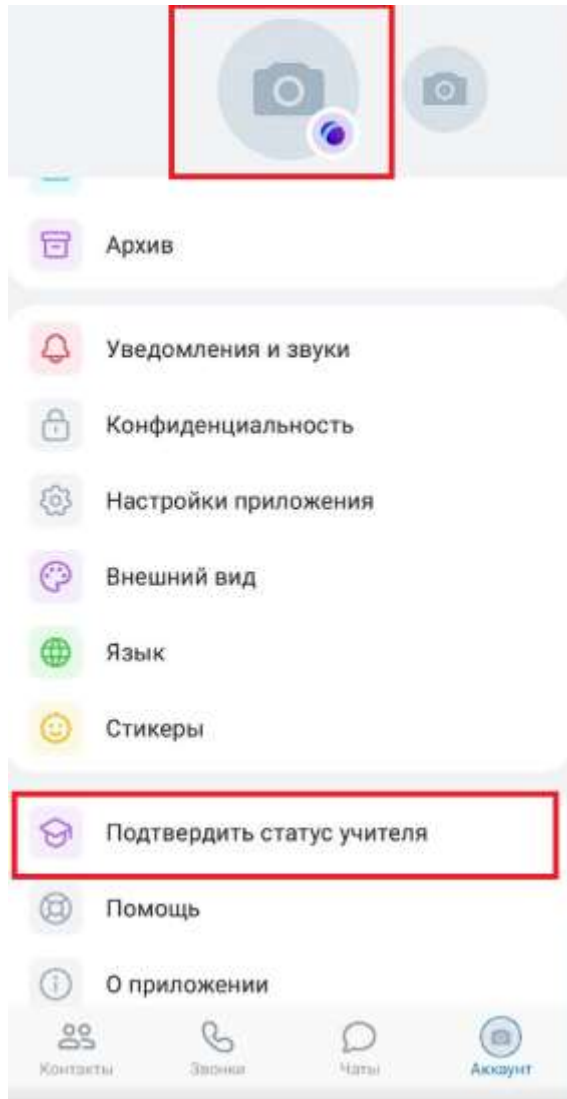 Архив
Уведомления и звуки
Конфиденциальность
Настройки приложения
Внешний вид
Язык
Стикеры
Подтвердить статус учителя
Помощь
О приложении
Контакты
Звонки
Чаты
Аккаунт